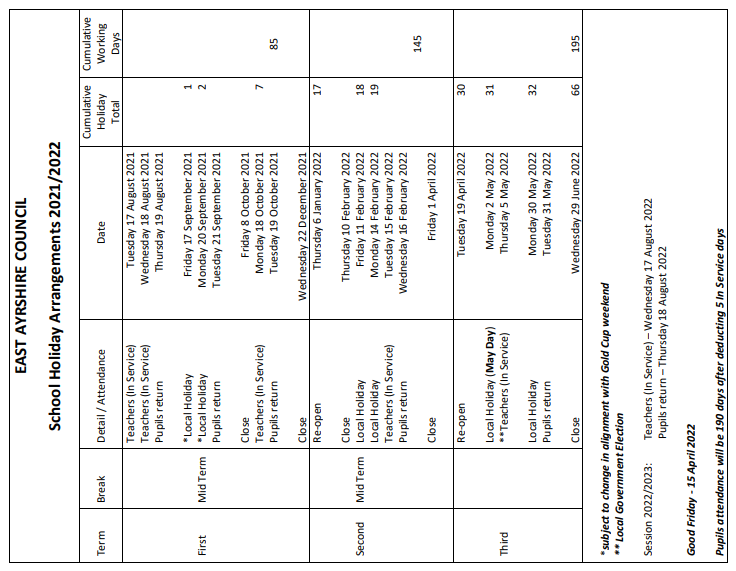 EAST AYRSHIRE COUNCIL
School Holiday Arrangements 2021/2022
Term Break Detail / Attendance Date Cumulative Holiday Total Cumulative Working Days
Teachers (In Service) Tuesday 17 August 2021
Teachers (In Service) Wednesday 18 August 2021
Pupils return Thursday 19 August 2021
*Local Holiday Friday 17 September 2021 1
First Mid Term *Local Holiday Monday 20 September 2021 2
Pupils return Tuesday 21 September 2021
Close Friday 8 October 2021
Teachers (In Service) Monday 18 October 2021 7
Pupils return Tuesday 19 October 2021 85
Close Wednesday 22 December 2021
Re-open Thursday 6 January 2022 17
Close Thursday 10 February 2022
Second Mid Term Local Holiday Friday 11 February 2022 18
Local Holiday Monday 14 February 2022 19
Teachers (In Service) Tuesday 15 February 2022
Pupils return Wednesday 16 February 2022
145
Close Friday 1 April 2022
Re-open Tuesday 19 April 2022 30
Local Holiday (May Day) Monday 2 May 2022 31
Third **Teachers (In Service) Thursday 5 May 2022
Local Holiday Monday 30 May 2022 32
Pupils return Tuesday 31 May 2022
Close Wednesday 29 June 2022 66 195
*subject to change in alignment with Gold Cup weekend
** Local Government Election
Session 2022/2023: Teachers (In Service) – Wednesday 17 August 2022
Pupils return – Thursday 18 August 2022
Good Friday - 15 April 2022
Pupils attendance will be 190 days after deducting 5 In Service days